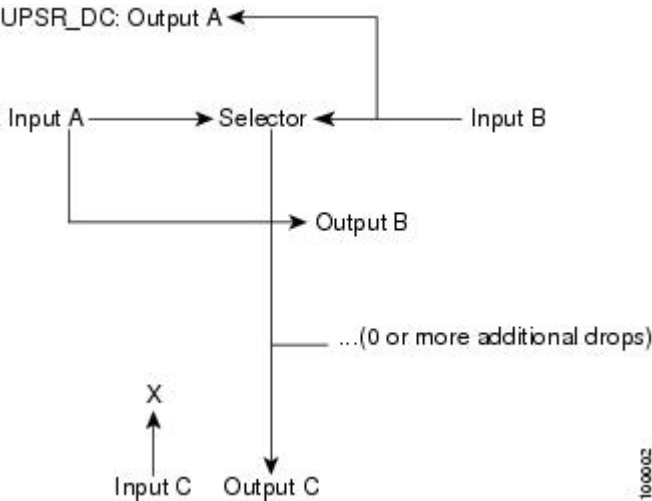 UPSR_DC: Output A
Input A
Selector
Input B
Output B
...(0 or more additional drops)
X
Input C
Output C
100002